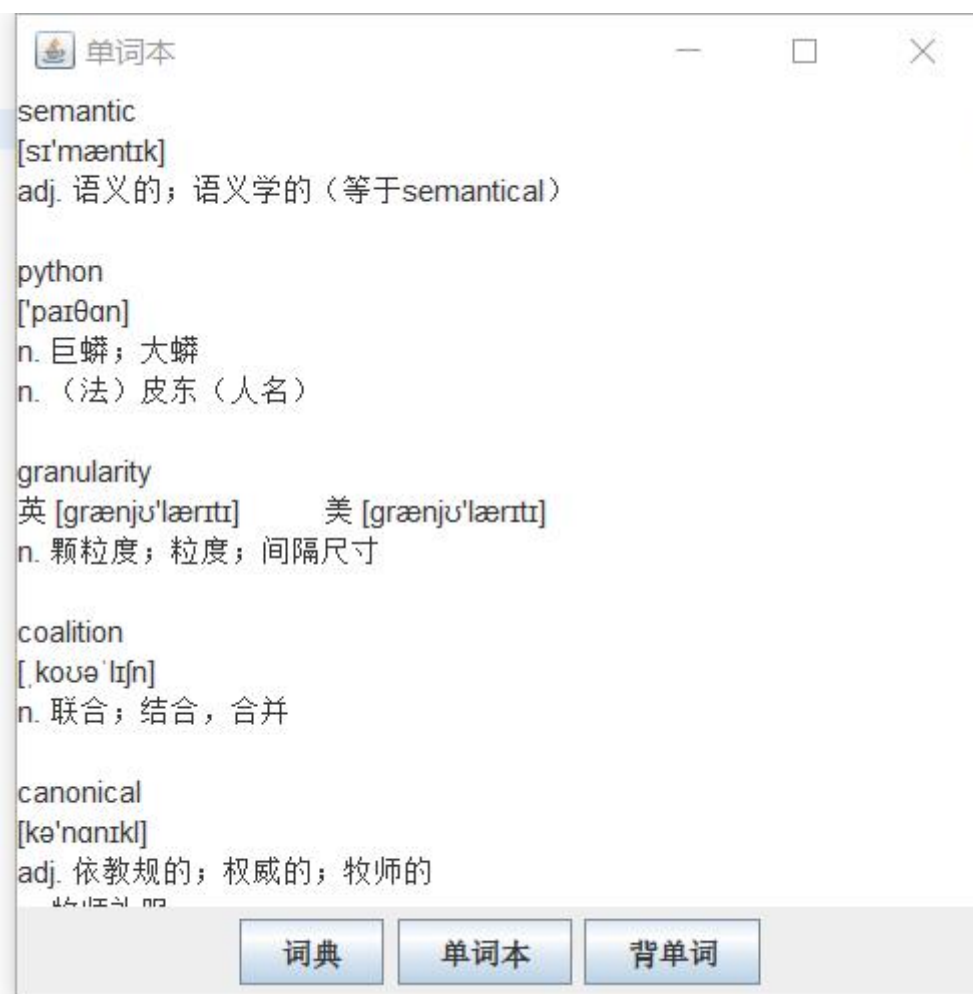 单词本
semantic
[sɪ'mæntɪk]
adj. 语义的；语义学的（等于semantical）
python
['paɪθɑn]
n. 巨蟒；大蟒
n. （法）皮东（人名）
granularity
英 [grænjʊ'lærɪtɪ] 美 [grænjʊ'lærɪtɪ]
n. 颗粒度；粒度；间隔尺寸
coalition
[ˌkoʊəˈlɪʃn]
n. 联合；结合，合并
canonical
[kə'nɑnɪkl]
adj. 依教规的；权威的；牧师的
词典 单词本 背单词